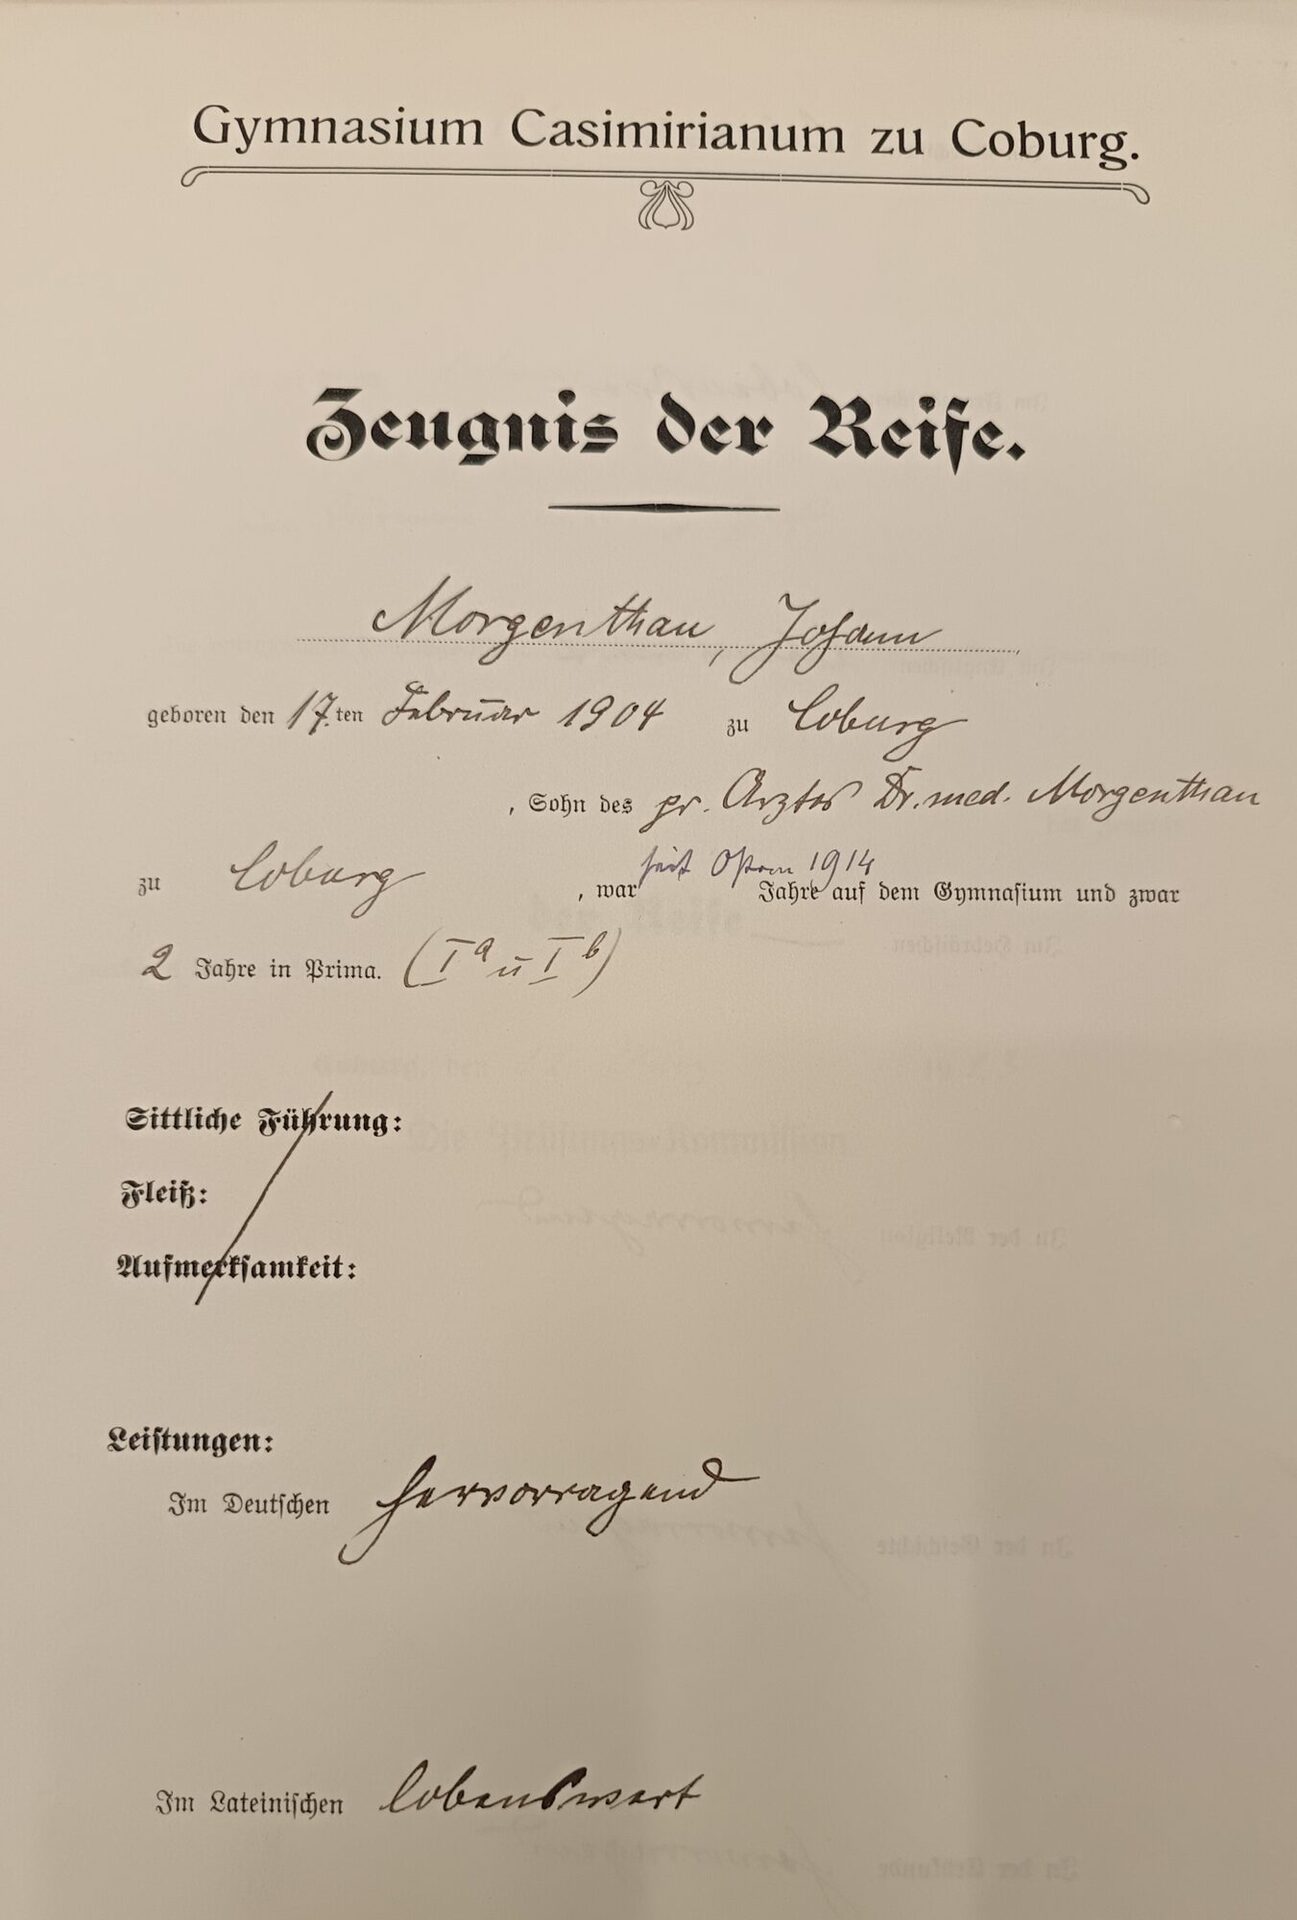 Gymnasium Casimirianum zu Coburg.
Zeugnis der Reife.
Morgenthau, Johann
geboren den 17.ten Februar 1904 zu Coburg
, Sohn des pr. Arztes Dr. med. Morgenthau
zu Coburg, war seit Ostern 1914 Jahre auf dem Gymnasium und zwar
2 Jahre in Prima. (Iᵃ u Iᵇ)
Sittliche Führung:
Fleiß:
Aufmerksamkeit:
Leistungen:
Im Deutschen hervorragend
Im Lateinischen lobenswert